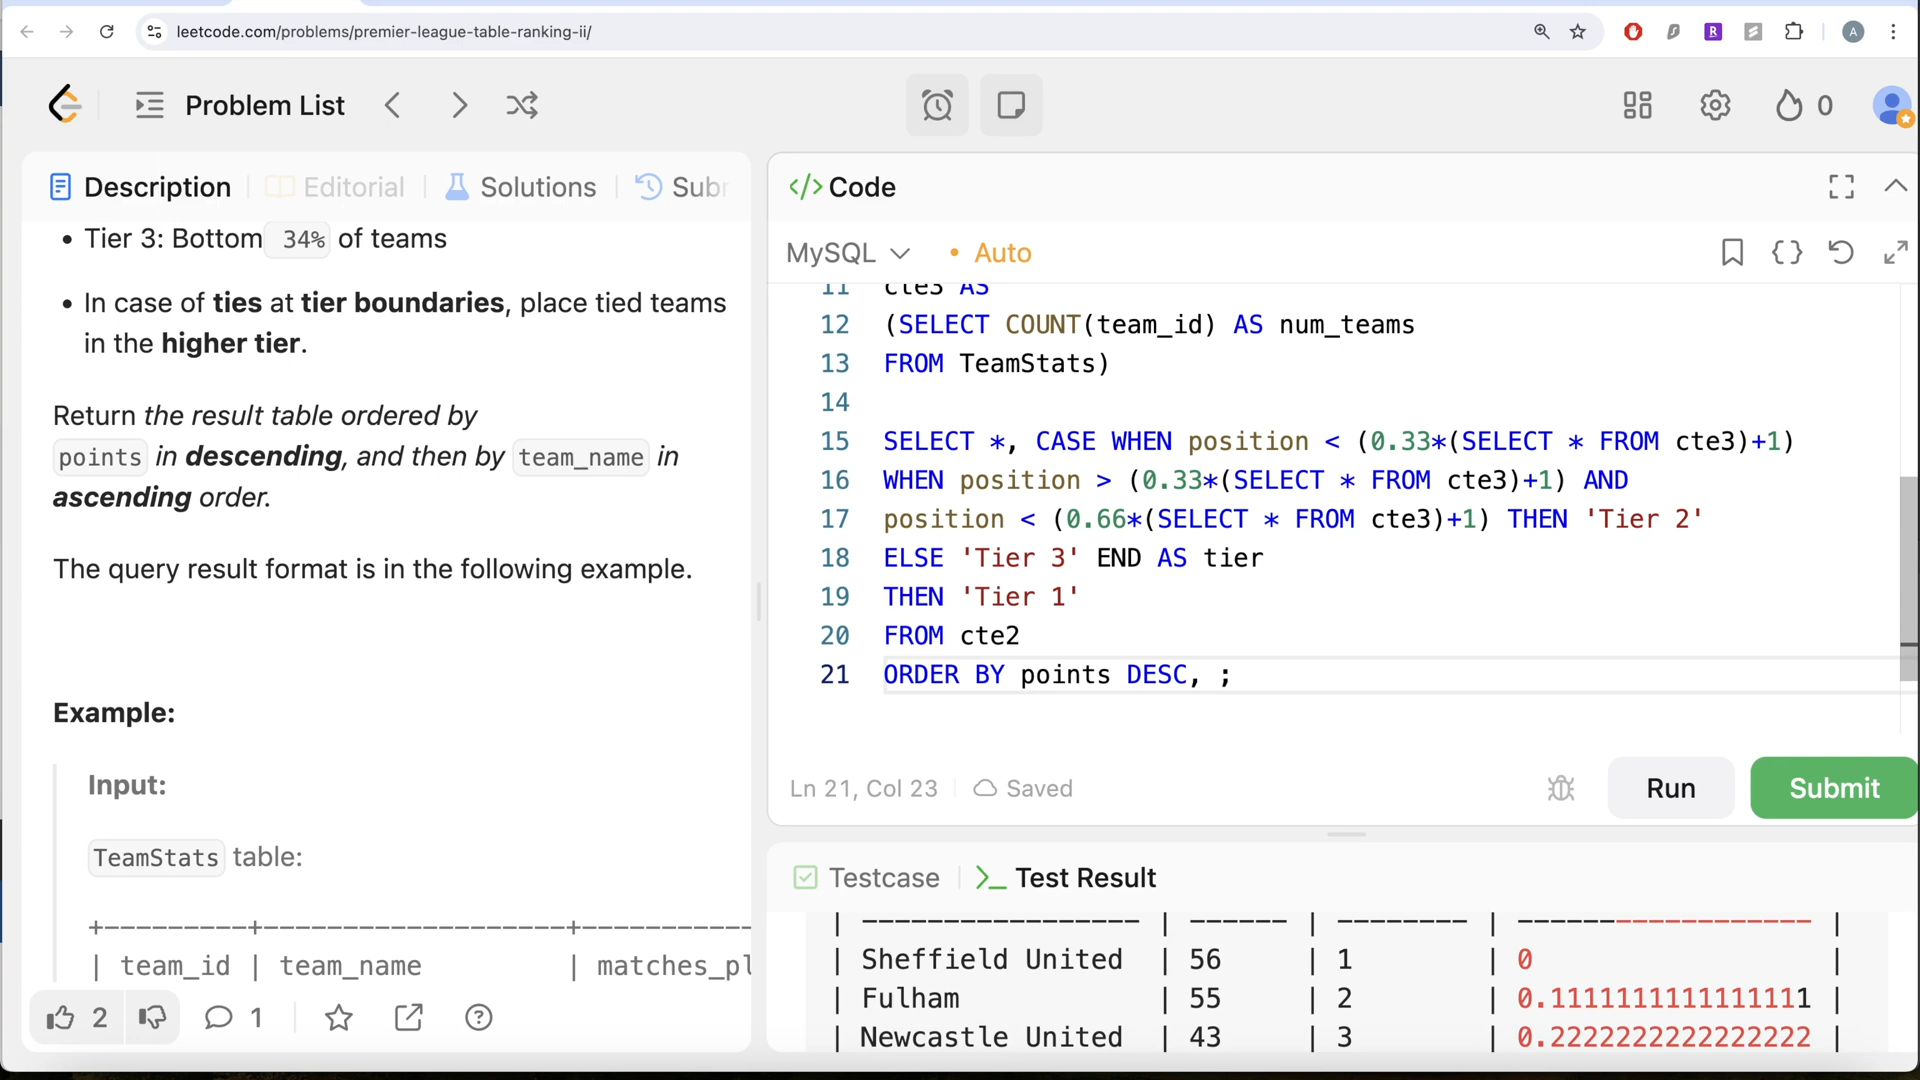 leetcode.com/problems/premier-league-table-ranking-ii/
A
Problem List
0
Description
Editorial
Solutions
Tier 3: Bottom 34% of teams
In case of ties at tier boundaries, place tied teams
in the higher tier.
Return the result table ordered by
points in descending, and then by team_name in
ascending order.
The query result format is in the following example.
Example:
Input:
TeamStats table:
+---------+-------------------+-----------
| team_id | team_name | matches_pl
2
1
</> Code
MySQL
• Auto
11 cte3 AS
12 (SELECT COUNT(team_id) AS num_teams
13 FROM TeamStats)
14
15 SELECT *, CASE WHEN position < (0.33*(SELECT * FROM cte3)+1)
16 WHEN position > (0.33*(SELECT * FROM cte3)+1) AND
17 position < (0.66*(SELECT * FROM cte3)+1) THEN 'Tier 2'
18 ELSE 'Tier 3' END AS tier
19 THEN 'Tier 1'
20 FROM cte2
21 ORDER BY points DESC, ;
Ln 21, Col 23
Saved
Run
Submit
Testcase
Test Result
| ----------------- | ------ | -------- | ------------------ |
| Sheffield United | 56 | 1 | 0 |
| Fulham | 55 | 2 | 0.1111111111111111 |
| Newcastle United | 43 | 3 | 0.2222222222222222 |